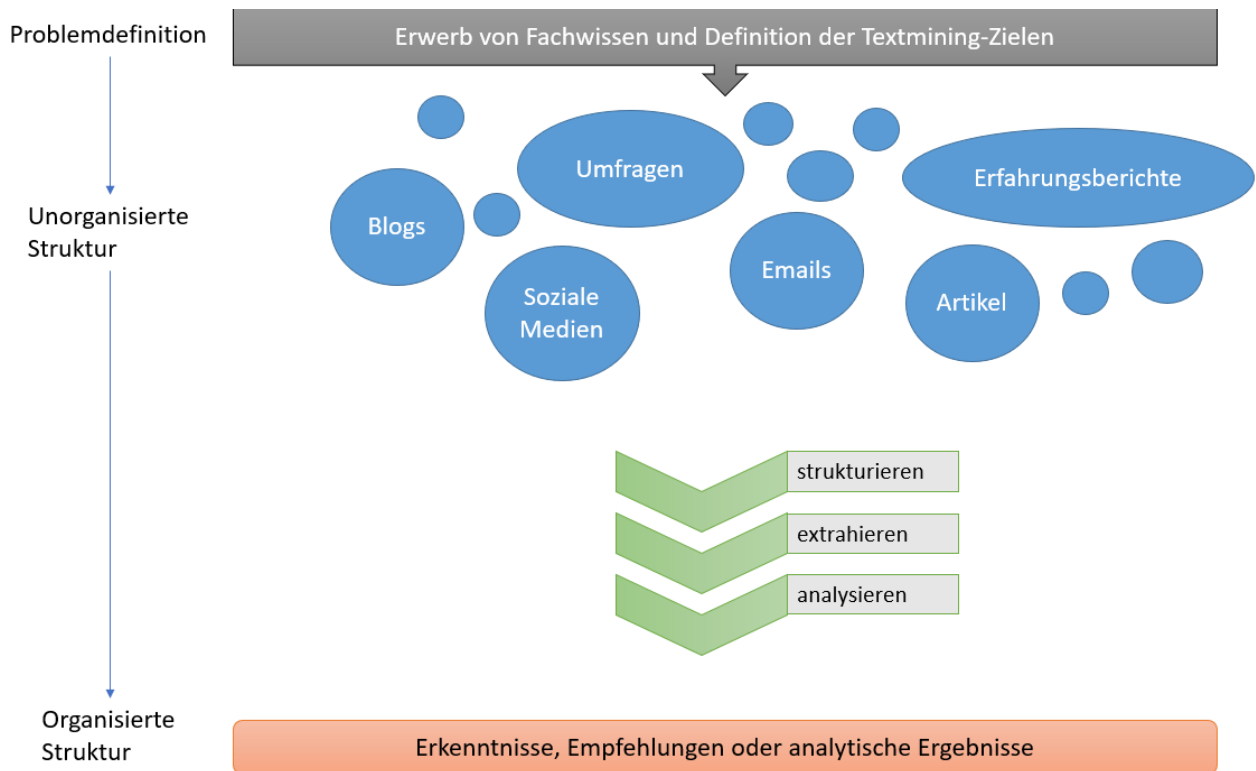 Problemdefinition
Erwerb von Fachwissen und Definition der Textmining-Zielen
Umfragen
Erfahrungsberichte
Unorganisierte
Struktur
Blogs
Emails
Soziale
Medien
Artikel
strukturieren
extrahieren
analysieren
Organisierte
Struktur
Erkenntnisse, Empfehlungen oder analytische Ergebnisse